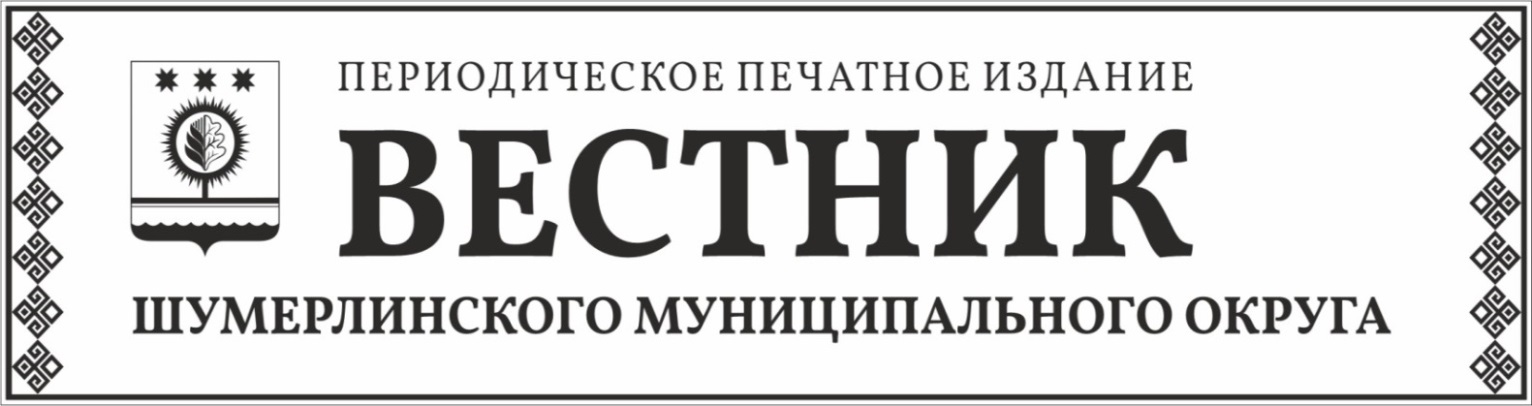 ПЕРИОДИЧЕСКОЕ ПЕЧАТНОЕ ИЗДАНИЕ
ВЕСТНИК
ШУМЕРЛИНСКОГО МУНИЦИПАЛЬНОГО ОКРУГА